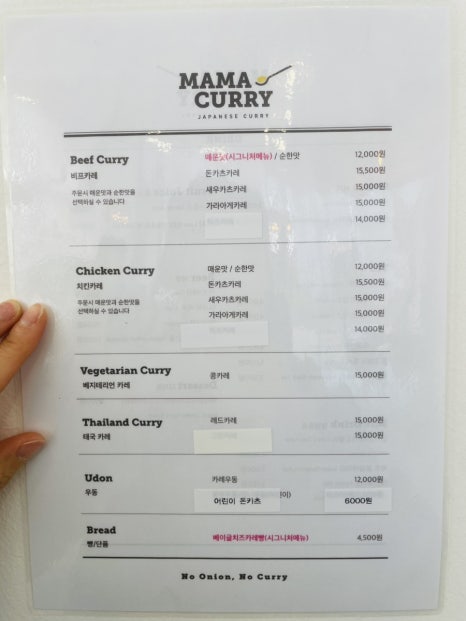 MAMA
CURRY
JAPANESE CURRY
Beef Curry
비프카레
주문시 매운맛과 순한맛을
선택하실 수 있습니다
매운맛(시그니처메뉴) / 순한맛 12,000원
돈카츠카레 15,500원
새우카츠카레 15,000원
가라아게카레 15,000원
14,000원
Chicken Curry
치킨카레
주문시 매운맛과 순한맛을
선택하실 수 있습니다
매운맛 / 순한맛 12,000원
돈카츠카레 15,500원
새우카츠카레 15,000원
가라아게카레 15,000원
14,000원
Vegetarian Curry
베지테리언 카레
콩카레 15,000원
Thailand Curry
태국 카레
레드카레 15,000원
15,000원
Udon
우동
카레우동 12,000원
어린이 돈카츠 이) 6000원
Bread
빵/단품
베이글치즈카레빵(시그니처메뉴) 4,500원
No Onion, No Curry